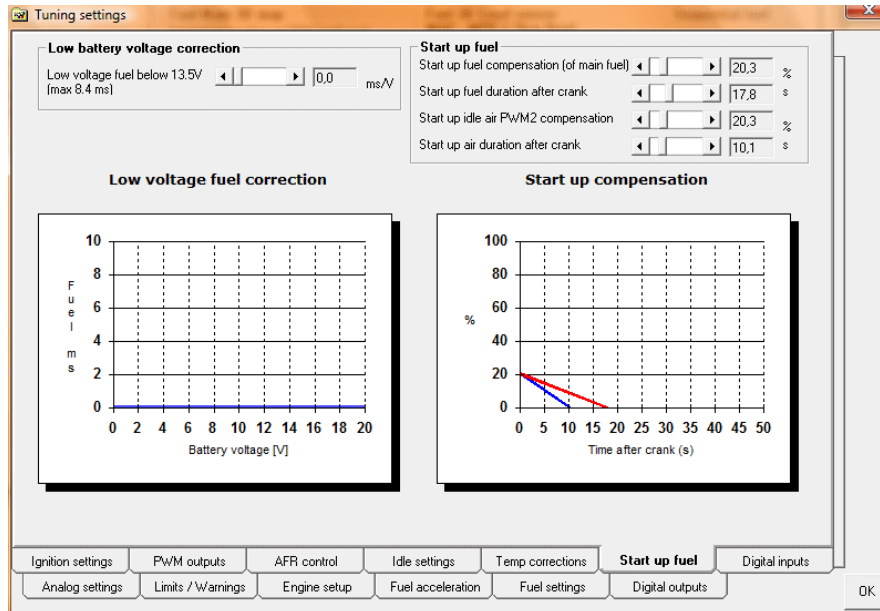 Tuning settings
Low battery voltage correction
Low voltage fuel below 13.5V
(max 8.4 ms)
0,0
ms/V
Start up fuel
Start up fuel compensation (of main fuel)
20,3
%
Start up fuel duration after crank
17,8
s
Start up idle air PWM2 compensation
20,3
%
Start up air duration after crank
10,1
s
Low voltage fuel correction
10
8
6
4
2
0
Fuel ms
0 2 4 6 8 10 12 14 16 18 20
Battery voltage [V]
Start up compensation
100
80
60
40
20
0
%
0 5 10 15 20 25 30 35 40 45 50
Time after crank (s)
Ignition settings PWM outputs AFR control Idle settings Temp corrections Start up fuel Digital inputs
Analog settings Limits / Warnings Engine setup Fuel acceleration Fuel settings Digital outputs
OK